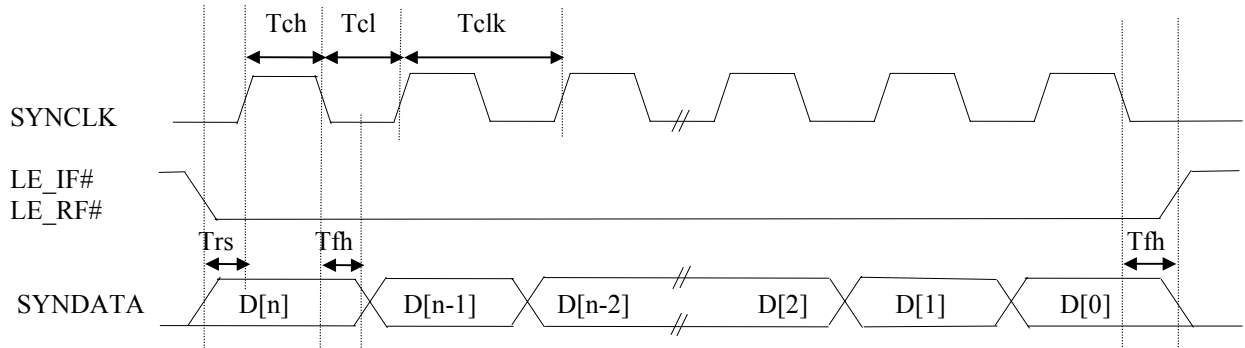 Tch Tcl Tclk
SYNCLK
LE_IF#
LE_RF#
Trs Tfh Tfh
SYNDATA D[n] D[n-1] D[n-2] D[2] D[1] D[0]